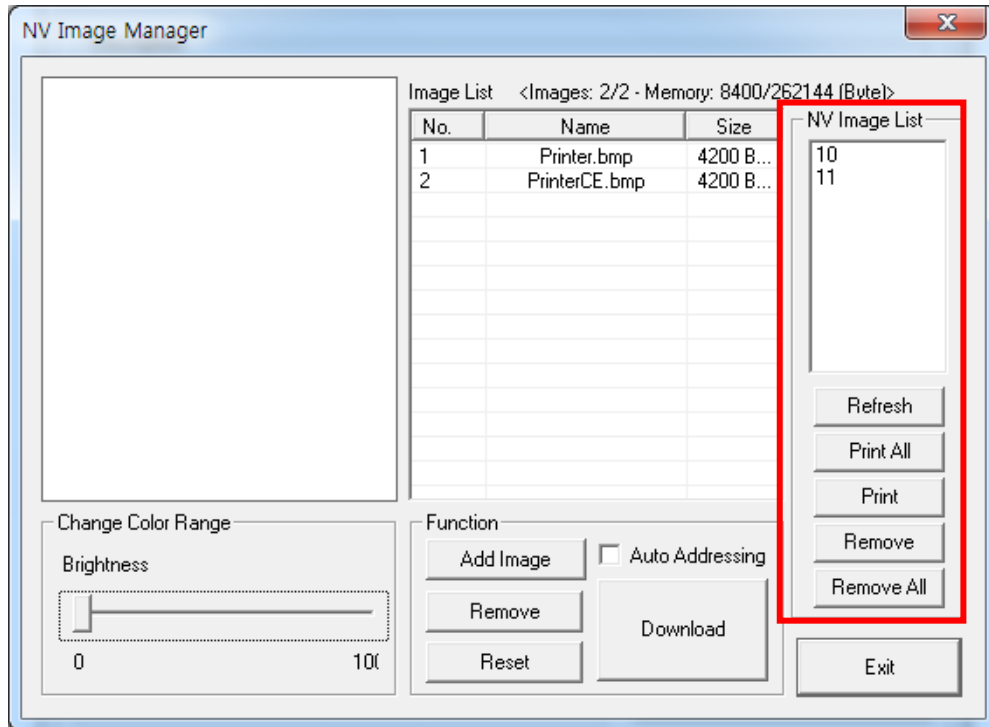 NV Image Manager
Image List <Images: 2/2 - Memory: 8400/262144 (Byte)>
No. Name Size
1 Printer.bmp 4200 B...
2 PrinterCE.bmp 4200 B...
NV Image List
10
11
Refresh
Print All
Print
Remove
Remove All
Change Color Range
Brightness
0 10(
Function
Add Image
Auto Addressing
Remove
Download
Reset
Exit